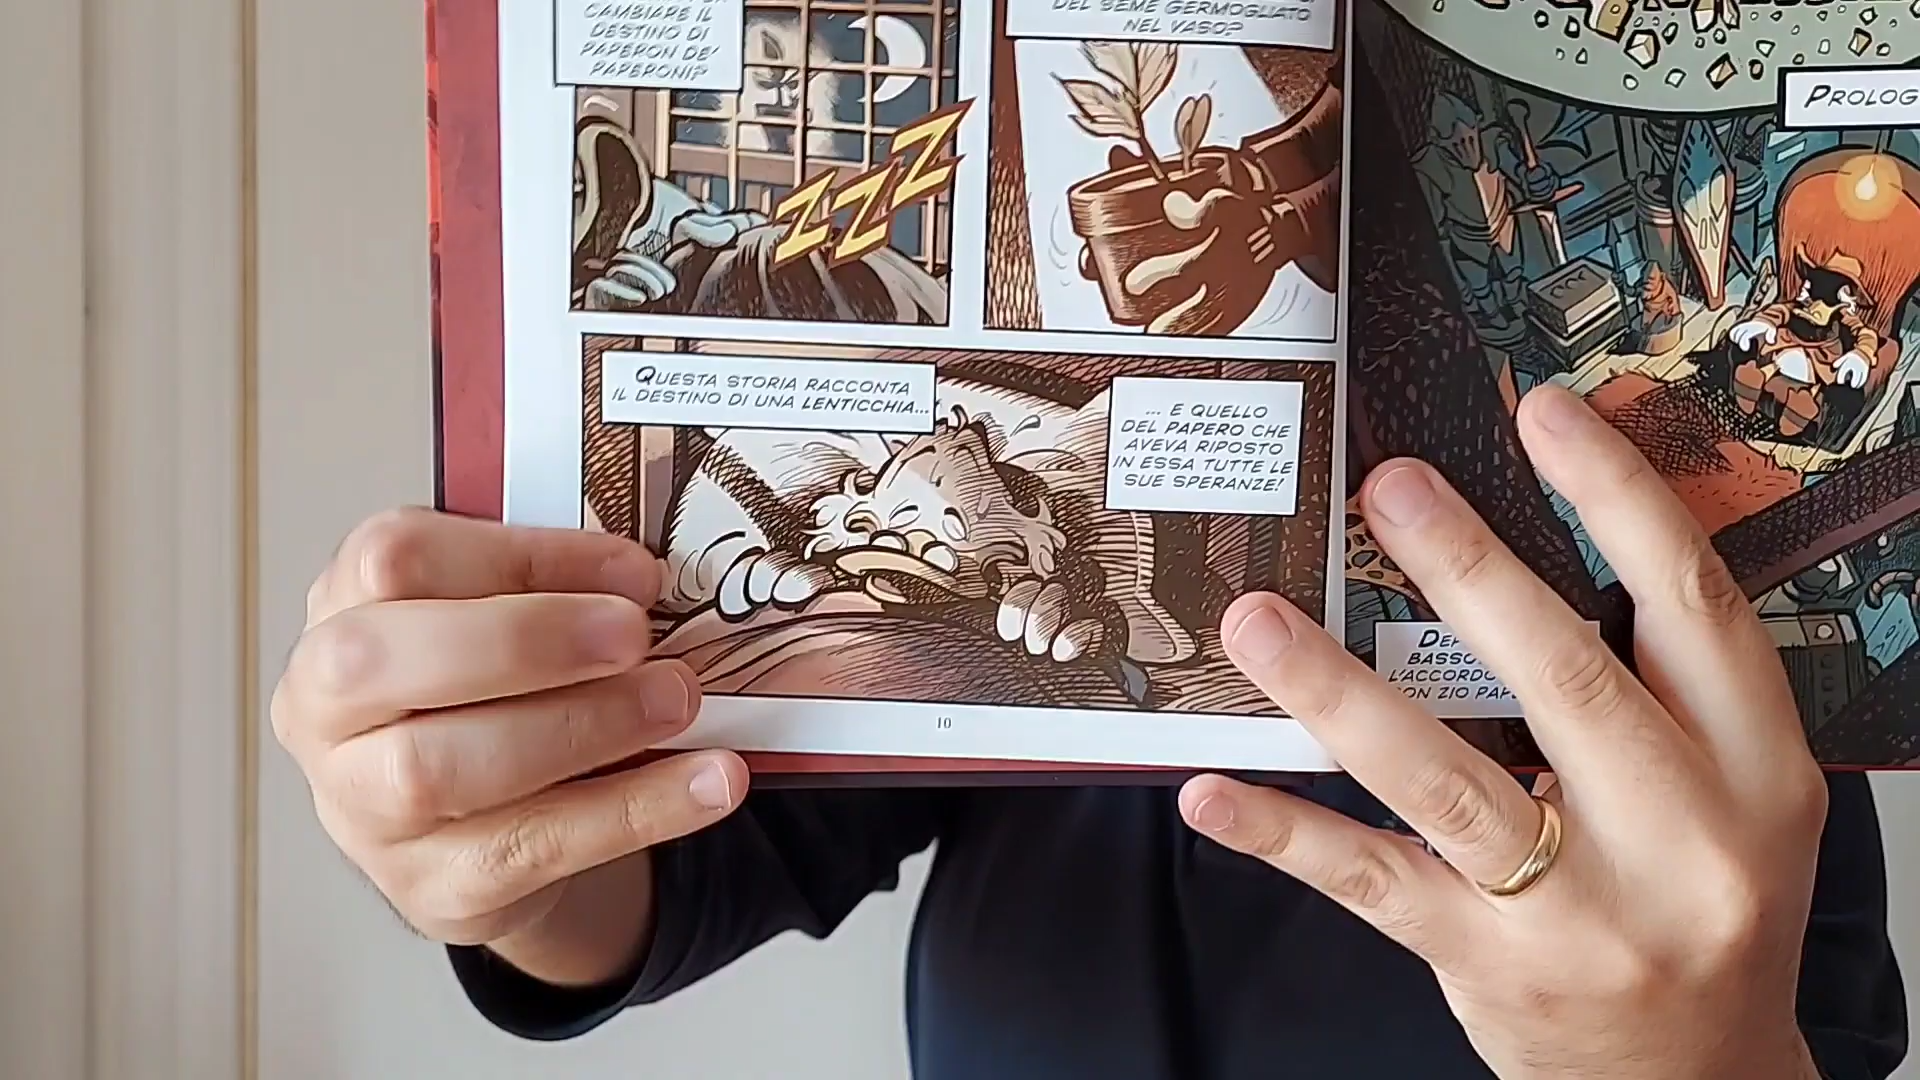 CAMBIARE IL
DESTINO DI
PAPERON DE'
PAPERONI?
DEL SEME GERMOGLIATO
NEL VASO?
ZZZ
QUESTA STORIA RACCONTA
IL DESTINO DI UNA LENTICCHIA...
... E QUELLO
DEL PAPERO CHE
AVEVA RIPOSTO
IN ESSA TUTTE LE
SUE SPERANZE!
10
PROLOG
BASSO
L'ACCORDO
ZIO